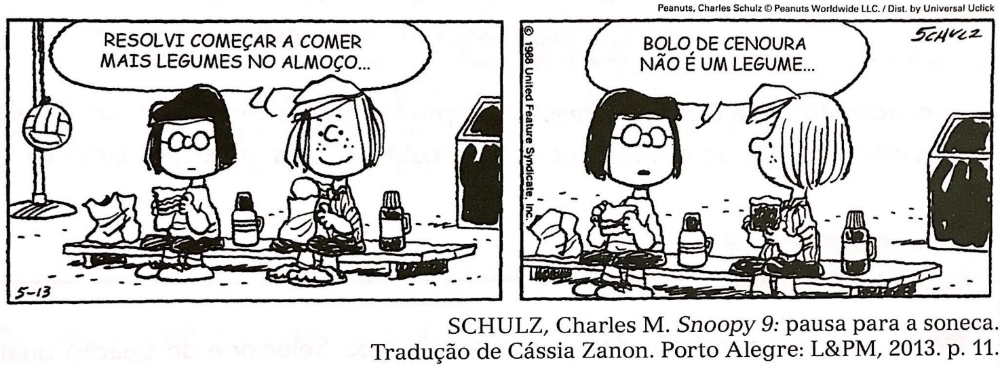 Peanuts, Charles Schulz © Peanuts Worldwide LLC. / Dist. by Universal Uclick
RESOLVI COMEÇAR A COMER
MAIS LEGUMES NO ALMOÇO...
5-13
© 1988 United Feature Syndicate, Inc.
BOLO DE CENOURA
NÃO É UM LEGUME...
SCHULZ
SCHULZ, Charles M. Snoopy 9: pausa para a soneca.
Tradução de Cássia Zanon. Porto Alegre: L&PM, 2013. p. 11.